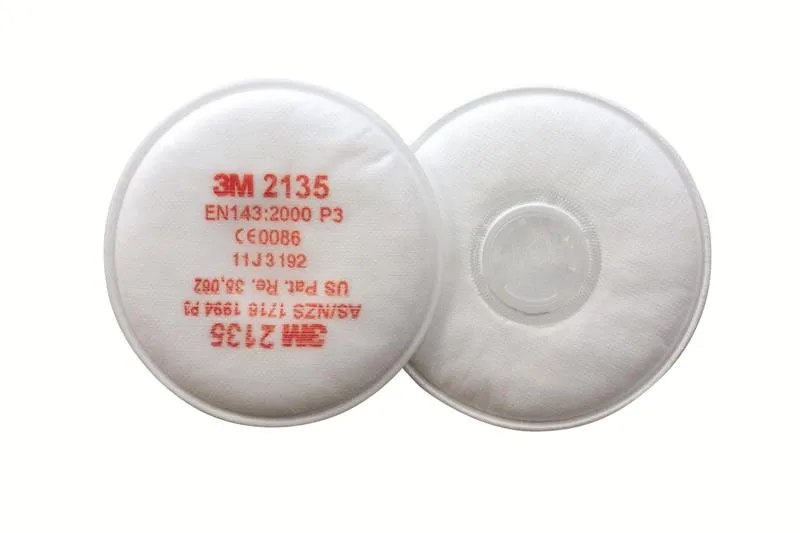 3M 2135
EN143:2000 P3
CE0086
11J3192
US Pat. Re. 35,062
AS/NZS 1716 1994 P3
3M 2135